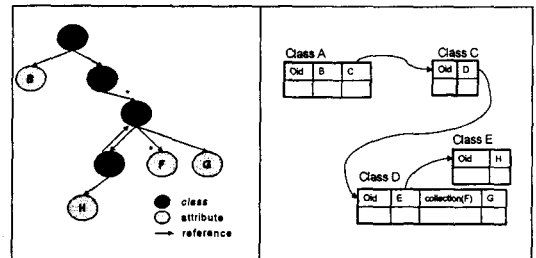 B
*
*
F
G
H
class
attribute
reference
Class A
Oid B C
Class C
Oid D
Class E
Oid H
Class D
Oid E collection(F) G